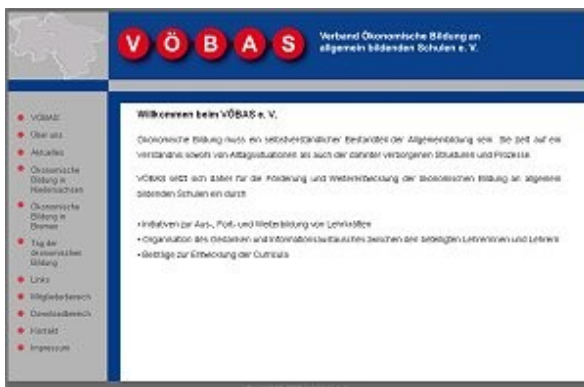 VÖBAS
Verband Ökonomische Bildung an
allgemein bildenden Schulen e. V.
VÖBAS
Über uns
Aktuelles
Ökonomische
Bildung in
Niedersachsen
Ökonomische
Bildung in
Bremen
Tag der
ökonomischen
Bildung
Links
Mitgliederbereich
Downloadbereich
Kontakt
Impressum
Willkommen beim VÖBAS e. V.
Ökonomische Bildung muss ein selbstverständlicher Bestandteil der Allgemeinbildung sein. Sie zielt auf ein
Verständnis sowohl von Alltagssituationen als auch der dahinter verborgenen Strukturen und Prozesse.
VÖBAS setzt sich daher für die Förderung und Weiterentwicklung der ökonomischen Bildung an allgemein
bildenden Schulen ein durch
• Initiativen zur Aus-, Fort- und Weiterbildung von Lehrkräften
• Organisation des Gedanken und Informationsaustausches zwischen den beteiligten Lehrerinnen und Lehrern
• Beiträge zur Entwicklung der Curricula